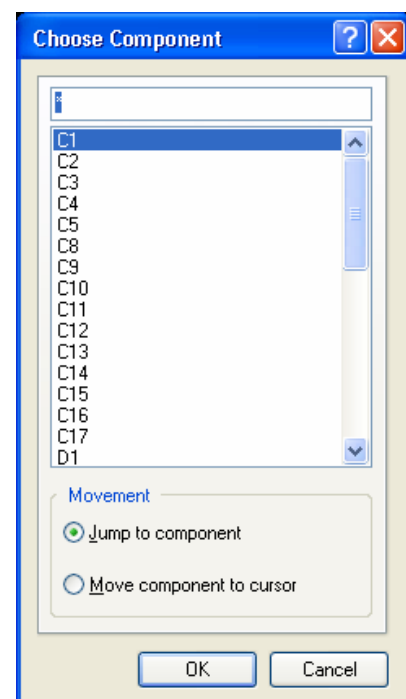 Choose Component
*
C1
C2
C3
C4
C5
C8
C9
C10
C11
C12
C13
C14
C15
C16
C17
D1
Movement
Jump to component
Move component to cursor
OK Cancel